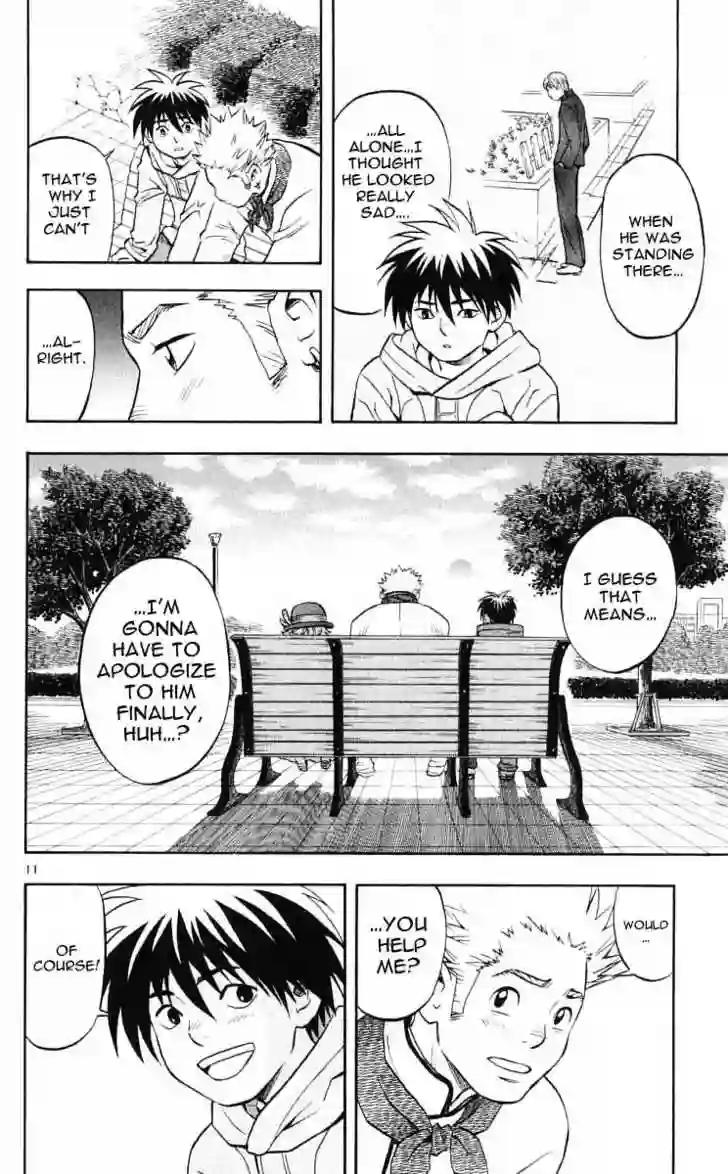 WHEN
HE WAS
STANDING
THERE...
...ALL
ALONE...I
THOUGHT
HE LOOKED
REALLY
SAD....
THAT'S
WHY I
JUST
CAN'T
...AL-
RIGHT.
I GUESS
THAT
MEANS...
...I'M
GONNA
HAVE TO
APOLOGIZE
TO HIM
FINALLY,
HUH...?
11
WOULD
...
...YOU
HELP
ME?
OF
COURSE!